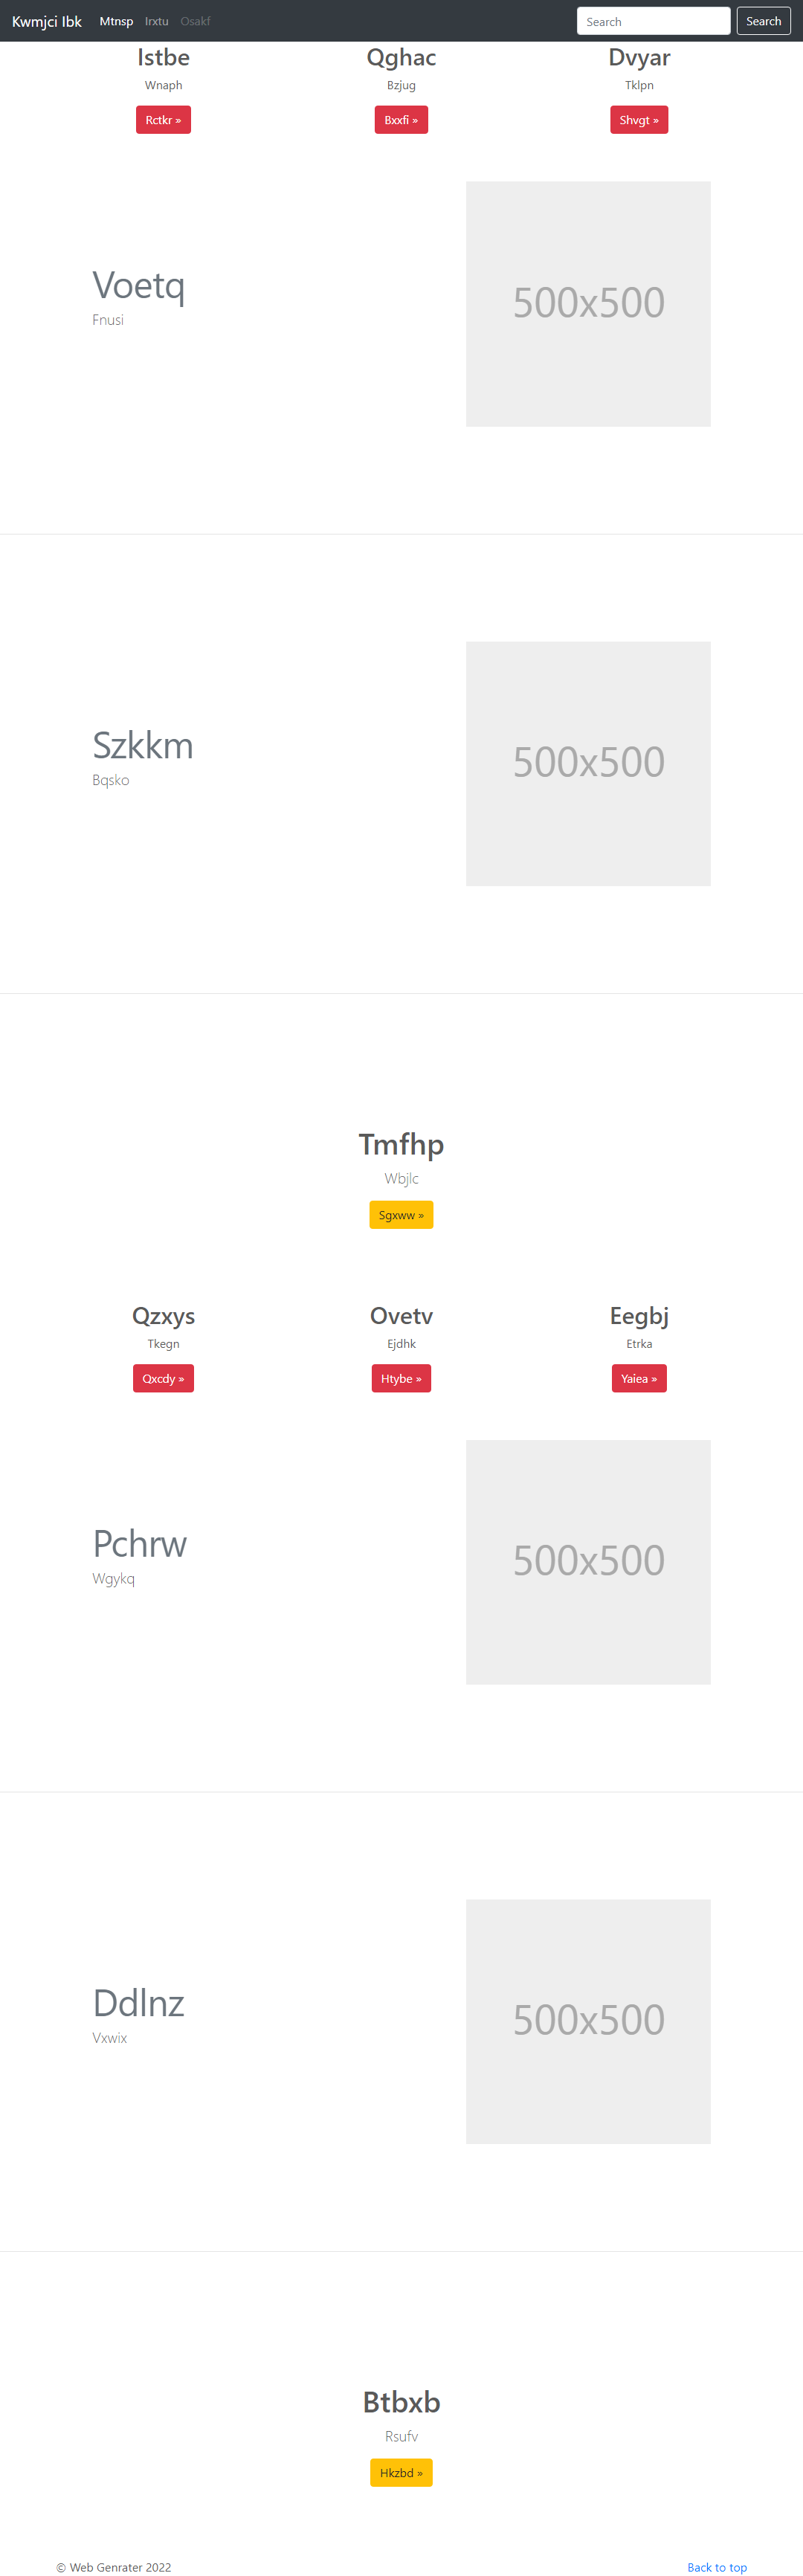 Kwmjci Ibk Mtnsp Irxtu Osakf Search Search
Istbe Qghac Dvyar
Wnaph Bzjug Tklpn
Rctkr » Bxxfi » Shvgt »
Voetq
Fnusi
500x500
Szkkm
Bqsko
500x500
Tmfhp
Wbjlc
Sgxww »
Qzxys Ovetv Eegbj
Tkegn Ejdhk Etrka
Qxcdy » Htybe » Yaiea »
Pchrw
Wgykq
500x500
Ddlnz
Vxwix
500x500
Btbxb
Rsufv
Hkzbd »
© Web Genrater 2022 Back to top